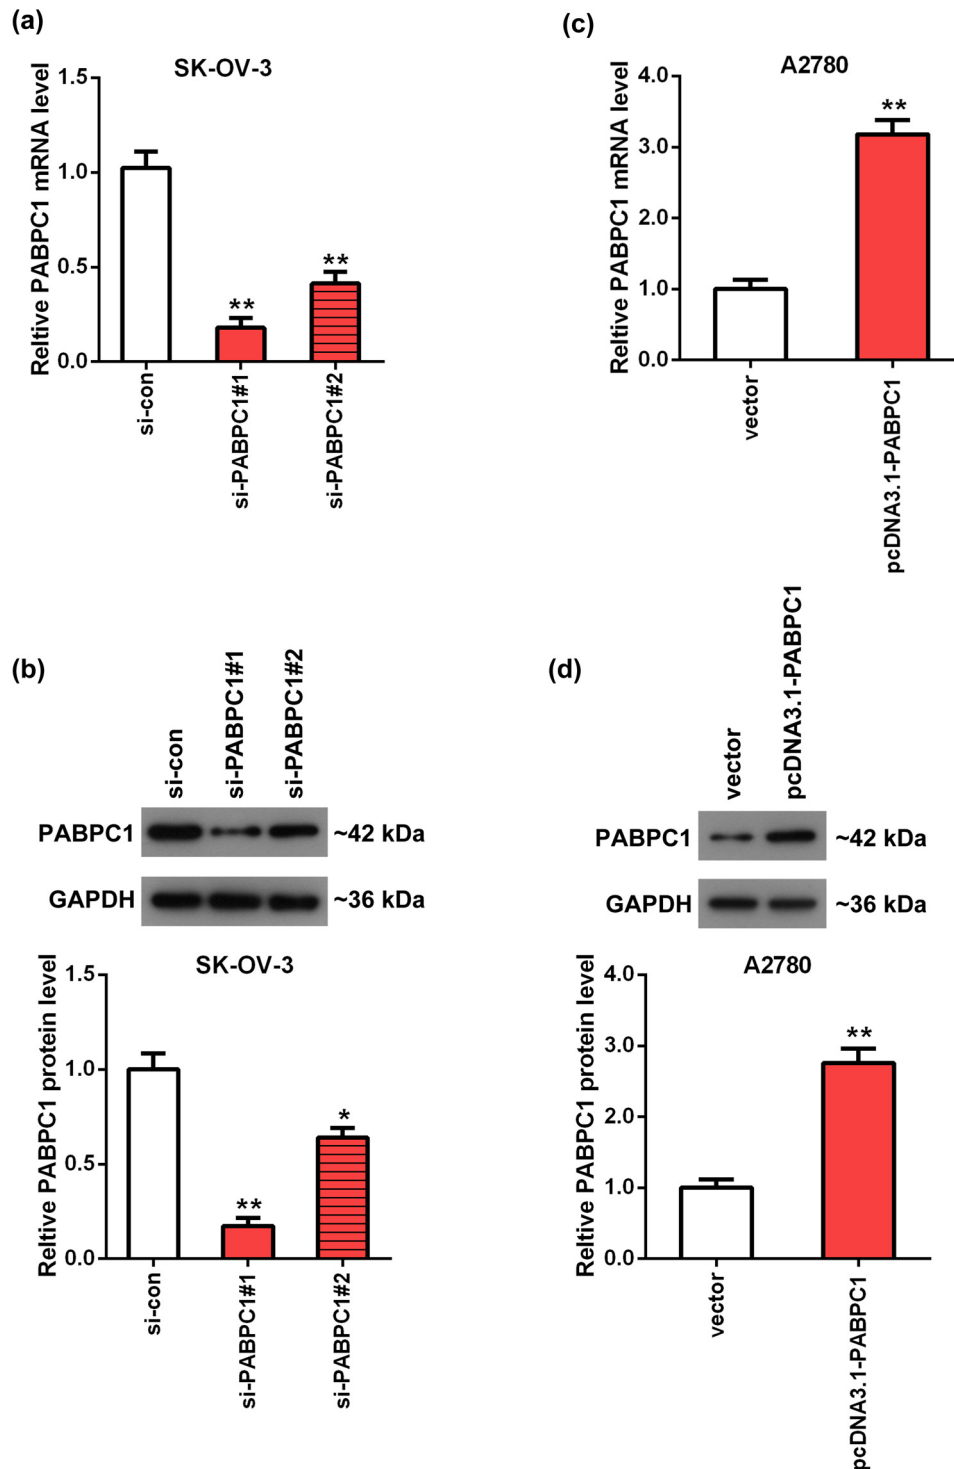 (a)
SK-OV-3
Reltive PABPC1 mRNA level
1.5
1.0
0.5
0.0
**
**
si-con
si-PABPC1#1
si-PABPC1#2
(c)
A2780
Reltive PABPC1 mRNA level
4.0
3.0
2.0
1.0
0.0
**
vector
pcDNA3.1-PABPC1
(b)
si-con
si-PABPC1#1
si-PABPC1#2
PABPC1
~42 kDa
GAPDH
~36 kDa
SK-OV-3
Reltive PABPC1 protein level
1.5
1.0
0.5
0.0
**
*
si-con
si-PABPC1#1
si-PABPC1#2
(d)
vector
pcDNA3.1-PABPC1
PABPC1
~42 kDa
GAPDH
~36 kDa
A2780
Reltive PABPC1 protein level
4.0
3.0
2.0
1.0
0.0
**
vector
pcDNA3.1-PABPC1